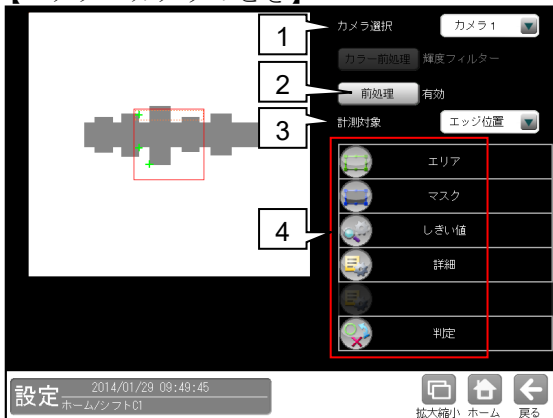 1
カメラ選択
カメラ1
カラー前処理
輝度フィルター
2
前処理
有効
3
計測対象
エッジ位置
エリア
マスク
4
しきい値
詳細
判定
設定
2014/01/29 09:49:45
ホーム/シフトC1
拡大縮小
ホーム
戻る